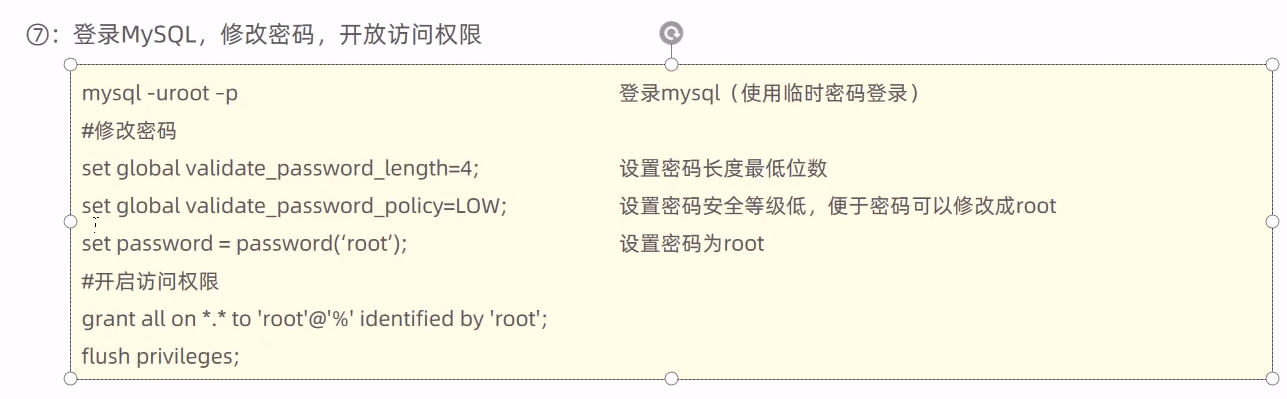 ⑦：登录MySQL，修改密码，开放访问权限
mysql -uroot –p 登录mysql（使用临时密码登录）
#修改密码
set global validate_password_length=4; 设置密码长度最低位数
set global validate_password_policy=LOW; 设置密码安全等级低，便于密码可以修改成root
set password = password(‘root’); 设置密码为root
#开启访问权限
grant all on *.* to 'root'@'%' identified by 'root';
flush privileges;